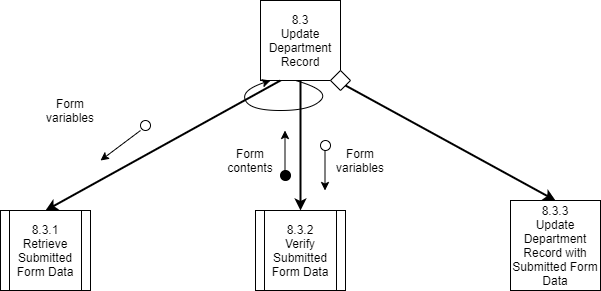 8.3
Update
Department
Record
Form
variables
Form
contents
Form
variables
8.3.1
Retrieve
Submitted
Form Data
8.3.2
Verify
Submitted
Form Data
8.3.3
Update
Department
Record with
Submitted Form
Data